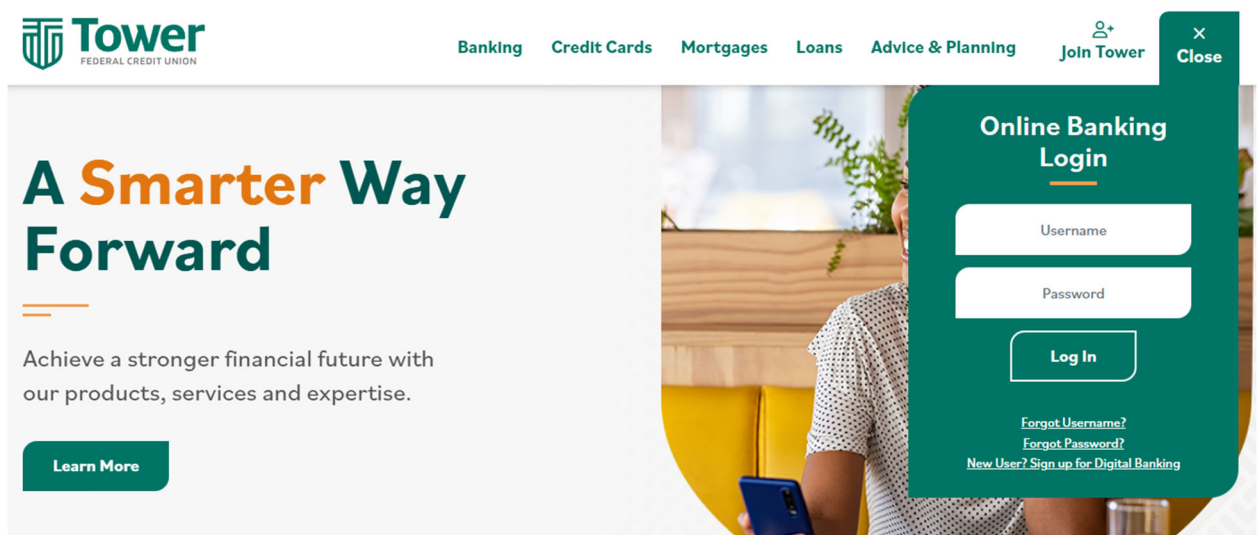 Tower
FEDERAL CREDIT UNION
Banking
Credit Cards
Mortgages
Loans
Advice & Planning
Join Tower
Close
A Smarter Way
Forward
Achieve a stronger financial future with
our products, services and expertise.
Learn More
Online Banking
Login
Username
Password
Log In
Forgot Username?
Forgot Password?
New User? Sign up for Digital Banking